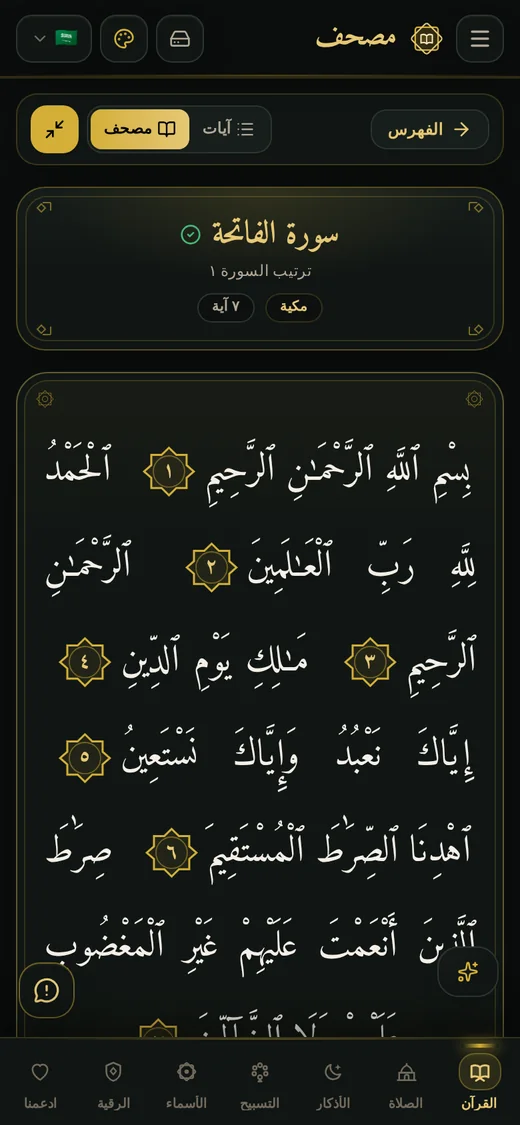 مصحف
الفهرس
آيات
مصحف
سورة الفاتحة
ترتيب السورة ١
مكية
٧ آية
بِسْمِ ٱللَّهِ ٱلرَّحْمَـٰنِ ٱلرَّحِيمِ ١ ٱلْحَمْدُ
لِلَّهِ رَبِّ ٱلْعَـٰلَمِينَ ٢ ٱلرَّحْمَـٰنِ
ٱلرَّحِيمِ ٣ مَـٰلِكِ يَوْمِ ٱلدِّينِ ٤
إِيَّاكَ نَعْبُدُ وَإِيَّاكَ نَسْتَعِينُ ٥
ٱهْدِنَا ٱلصِّرَٰطَ ٱلْمُسْتَقِيمَ ٦ صِرَٰطَ
ٱلَّذِينَ أَنْعَمْتَ عَلَيْهِمْ غَيْرِ ٱلْمَغْضُوبِ
القرآن
الصلاة
الأذكار
التسبيح
الأسماء
الرقية
ادعمنا